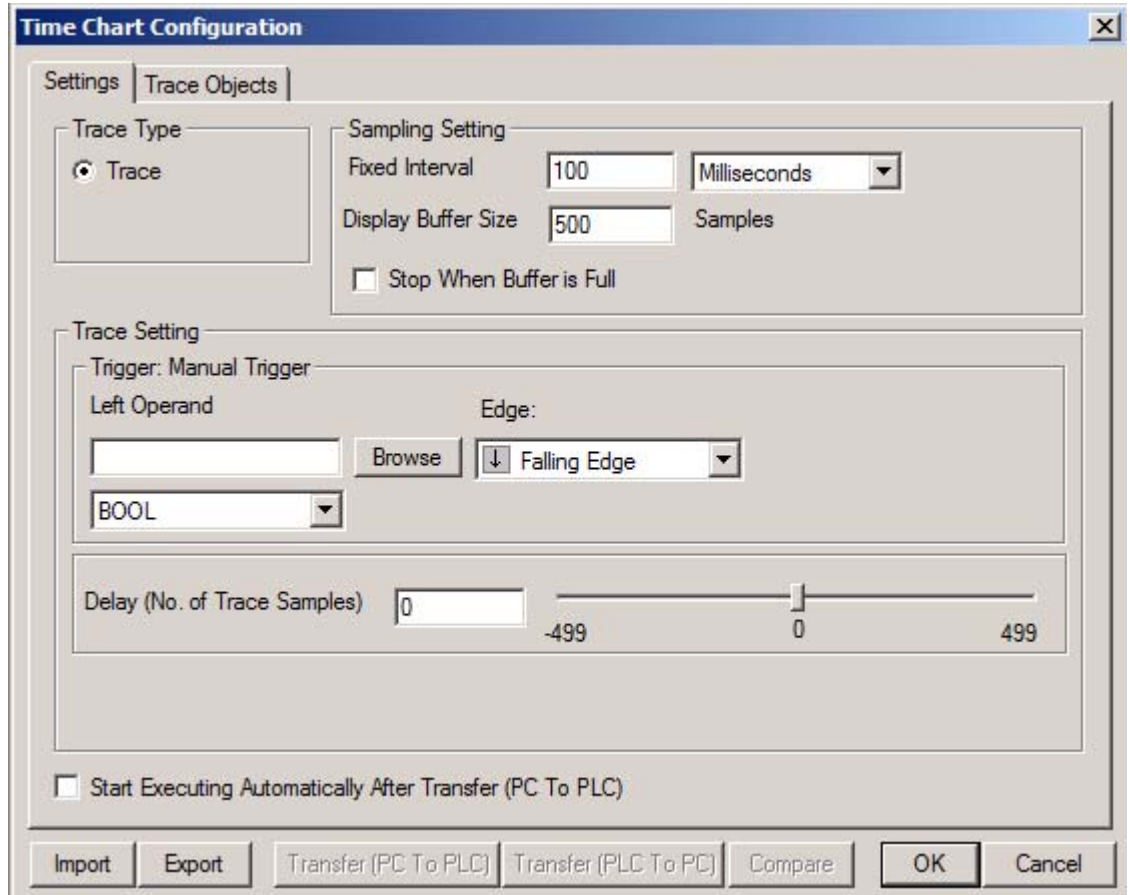 Time Chart Configuration
Settings
Trace Objects
Trace Type
Trace
Sampling Setting
Fixed Interval
100
Milliseconds
Display Buffer Size
500
Samples
Stop When Buffer is Full
Trace Setting
Trigger: Manual Trigger
Left Operand
Edge:
Browse
Falling Edge
BOOL
Delay (No. of Trace Samples)
0
-499
0
499
Start Executing Automatically After Transfer (PC To PLC)
Import
Export
Transfer (PC To PLC)
Transfer (PLC To PC)
Compare
OK
Cancel